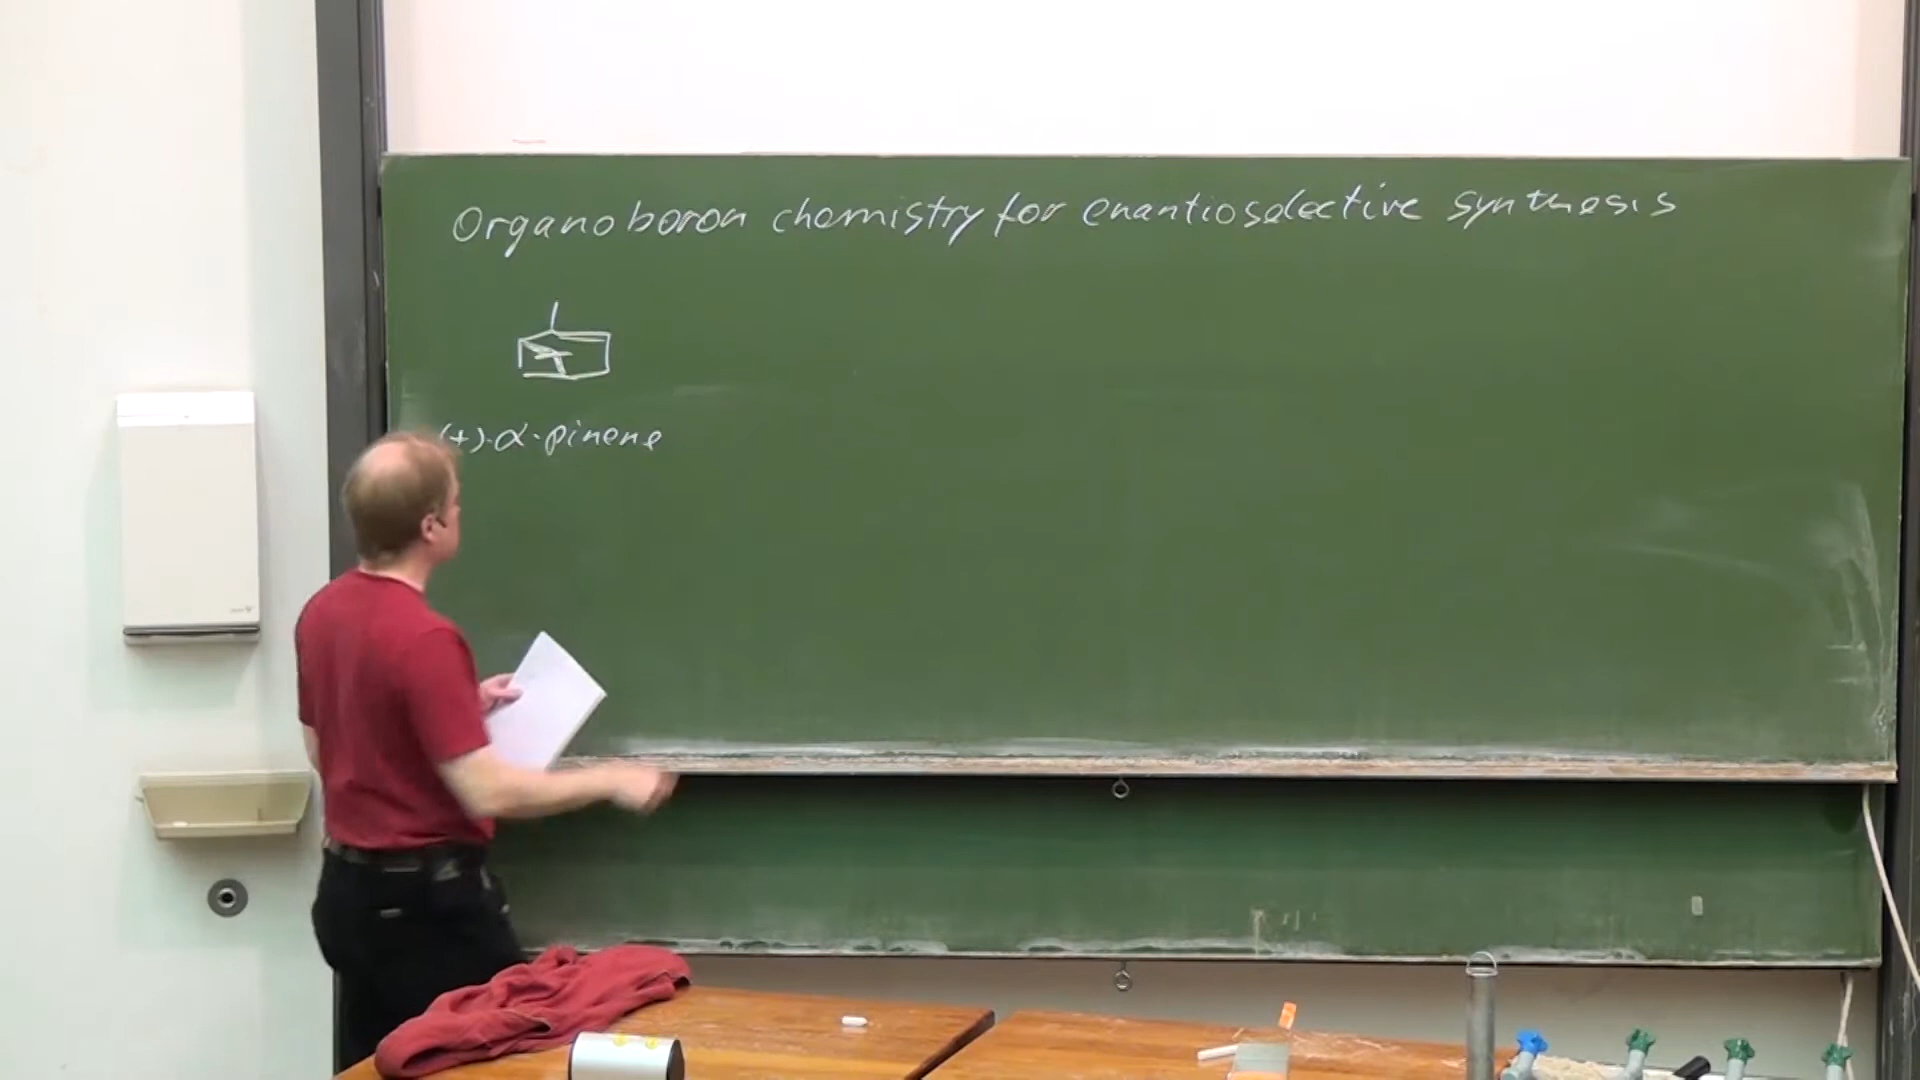 Organoboron chemistry for enantioselective synthesis
(+)-α-pinene